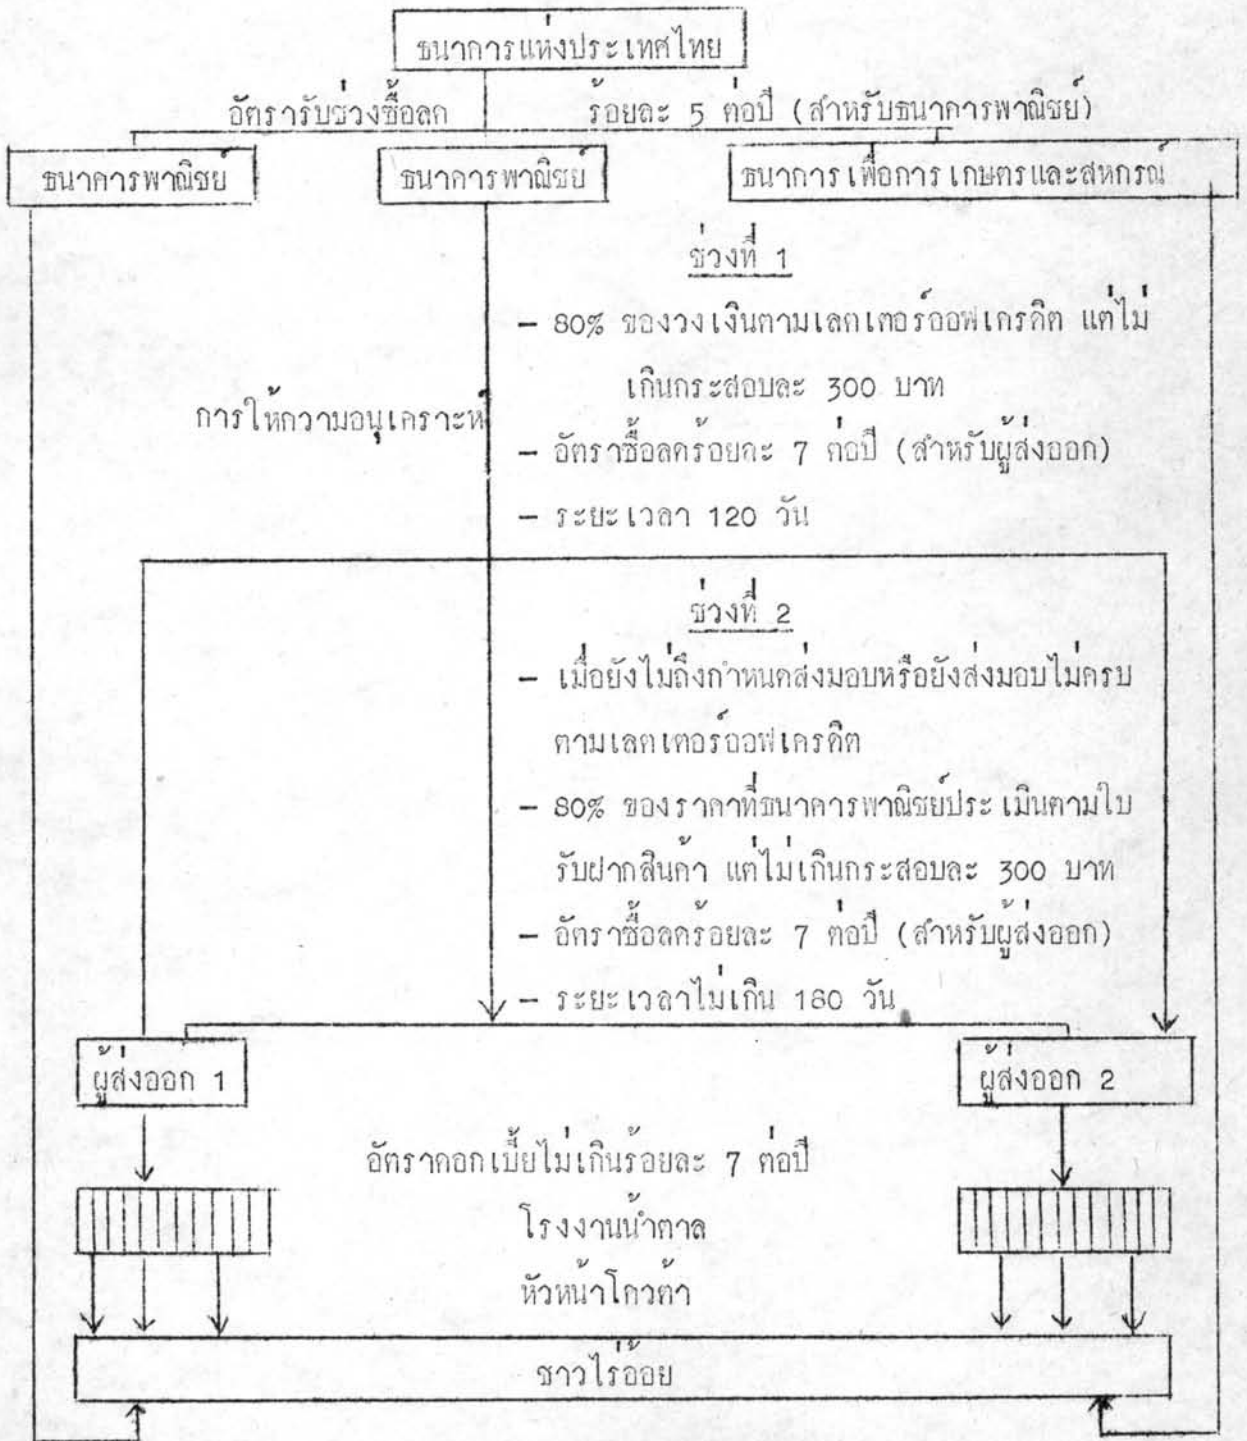 ธนาคารแห่งประเทศไทย
อัตรารับช่วงซื้อลด ร้อยละ 5 ต่อปี (สำหรับธนาคารพาณิชย์)
ธนาคารพาณิชย์ ธนาคารพาณิชย์ ธนาคารเพื่อการเกษตรและสหกรณ์
ช่วงที่ 1
- 80% ของวงเงินตามเลตเตอร์ออฟเครดิต แต่ไม่
เกินกระสอบละ 300 บาท
การให้ความอนุเคราะห์
- อัตราซื้อลดร้อยละ 7 ต่อปี (สำหรับผู้ส่งออก)
- ระยะเวลา 120 วัน
ช่วงที่ 2
- เมื่อยังไม่ถึงกำหนดส่งมอบหรือยังส่งมอบไม่ครบ
ตามเลตเตอร์ออฟเครดิต
- 80% ของราคาที่ธนาคารพาณิชย์ประเมินตามใบ
รับฝากสินค้า แต่ไม่เกินกระสอบละ 300 บาท
- อัตราซื้อลดร้อยละ 7 ต่อปี (สำหรับผู้ส่งออก)
- ระยะเวลาไม่เกิน 180 วัน
ผู้ส่งออก 1 ผู้ส่งออก 2
อัตราดอกเบี้ยไม่เกินร้อยละ 7 ต่อปี
โรงงานน้ำตาล
หัวหน้าโควต้า
ชาวไร่อ้อย